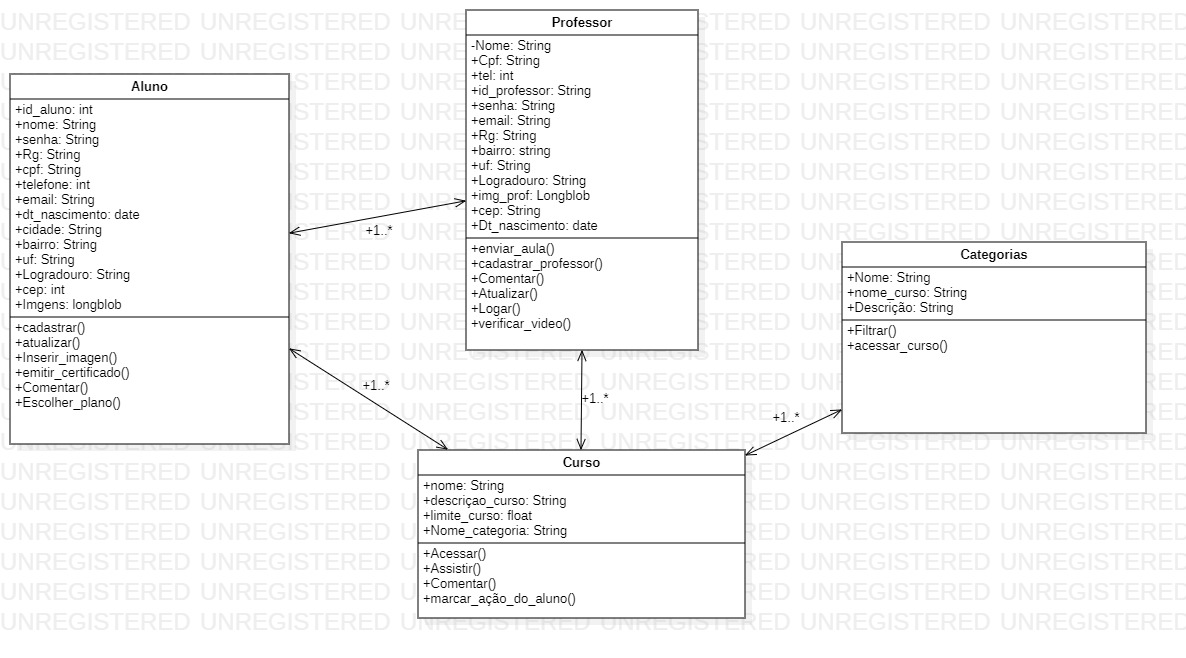 Aluno
+id_aluno: int
+nome: String
+senha: String
+Rg: String
+cpf: String
+telefone: int
+email: String
+dt_nascimento: date
+cidade: String
+bairro: String
+uf: String
+Logradouro: String
+cep: int
+Imgens: longblob
+cadastrar()
+atualizar()
+Inserir_imagen()
+emitir_certificado()
+Comentar()
+Escolher_plano()
Professor
-Nome: String
+Cpf: String
+tel: int
+id_professor: String
+senha: String
+email: String
+Rg: String
+bairro: string
+uf: String
+Logradouro: String
+img_prof: Longblob
+cep: String
+Dt_nascimento: date
+enviar_aula()
+cadastrar_professor()
+Comentar()
+Atualizar()
+Logar()
+verificar_video()
Categorias
+Nome: String
+nome_curso: String
+Descrição: String
+Filtrar()
+acessar_curso()
Curso
+nome: String
+descriçao_curso: String
+limite_curso: float
+Nome_categoria: String
+Acessar()
+Assistir()
+Comentar()
+marcar_ação_do_aluno()
+1..*
+1..*
+1..*
+1..*
UNREGISTERED UNREGISTERED UNREGISTERED UNREGISTERED UNREGISTERED UNREGISTERED